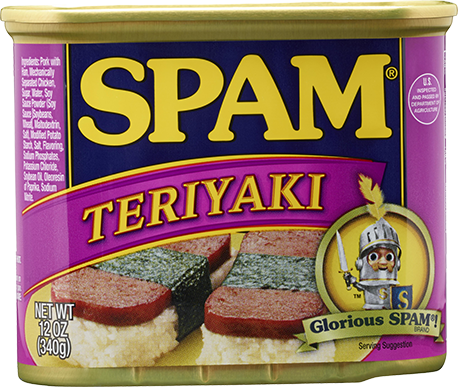 Ingredients: Pork with
Ham, Mechanically
Separated Chicken,
Sugar, Water, Soy
Sauce Powder (Soy
Sauce (Soybeans,
Wheat), Maltodextrin,
Salt), Modified Potato
Starch, Salt, Flavoring,
Sodium Phosphates,
Potassium Chloride,
Soybean Oil, Oleoresin
of Paprika, Sodium
Nitrite.
SPAM®
U.S.
INSPECTED
AND PASSED BY
DEPARTMENT OF
AGRICULTURE
TERIYAKI
NET WT
12 OZ
(340g)
TM
S
Glorious SPAM®!
BRAND
Serving Suggestion